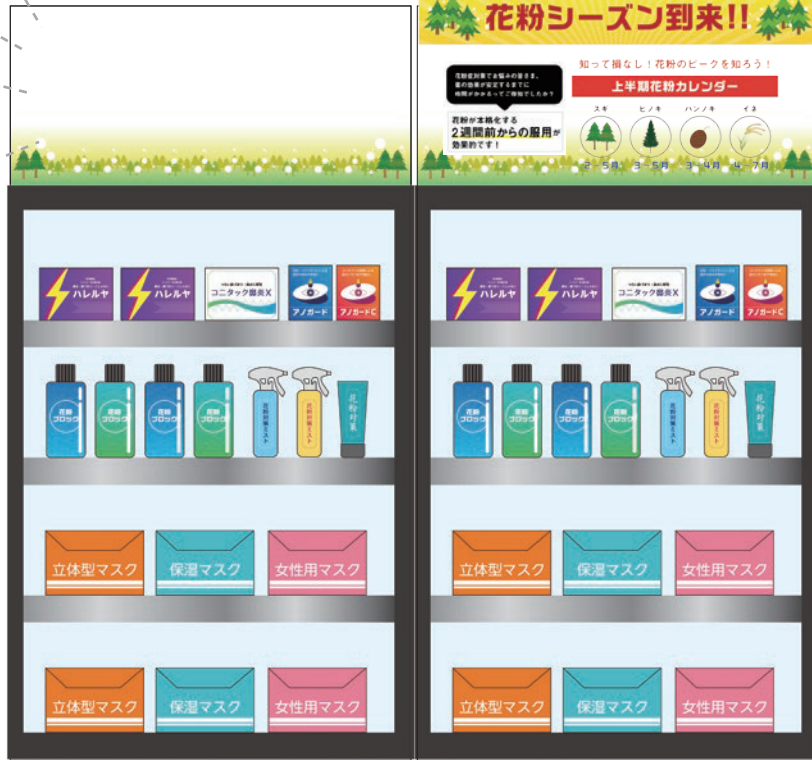 花粉シーズン到来!!
知って損なし！花粉のピークを知ろう！
上半期花粉カレンダー
スギ ヒノキ ハンノキ イネ
2～5月 3～5月 3～4月 4～7月
花粉症対策でお悩みの皆さま、
薬の効果が安定するまでに
時間がかかるってご存知でしたか？
花粉が本格化する
2週間前からの服用が
効果的です！
ハレルヤ ハレルヤ コニタック鼻炎X アノガード アノガードC
花粉ブロック 花粉ブロック 花粉ブロック 花粉ブロック 花粉対策ミスト 花粉対策ミスト 花粉対策
立体型マスク 保湿マスク 女性用マスク
立体型マスク 保湿マスク 女性用マスク
ハレルヤ ハレルヤ コニタック鼻炎X アノガード アノガードC
花粉ブロック 花粉ブロック 花粉ブロック 花粉ブロック 花粉対策ミスト 花粉対策ミスト 花粉対策
立体型マスク 保湿マスク 女性用マスク
立体型マスク 保湿マスク 女性用マスク